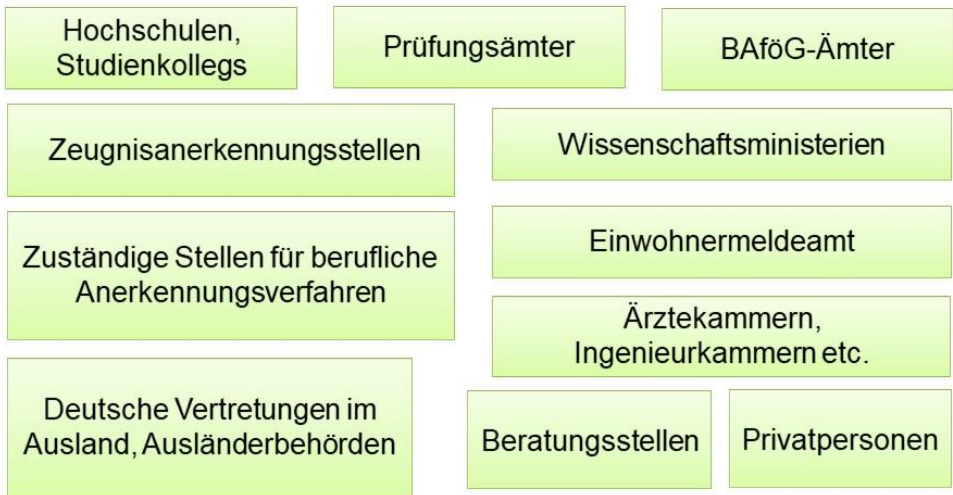 Hochschulen,
Studienkollegs
Prüfungsämter
BAföG-Ämter
Zeugnisanerkennungsstellen
Wissenschaftsministerien
Zuständige Stellen für berufliche
Anerkennungsverfahren
Einwohnermeldeamt
Ärztekammern,
Ingenieurkammern etc.
Deutsche Vertretungen im
Ausland, Ausländerbehörden
Beratungsstellen
Privatpersonen